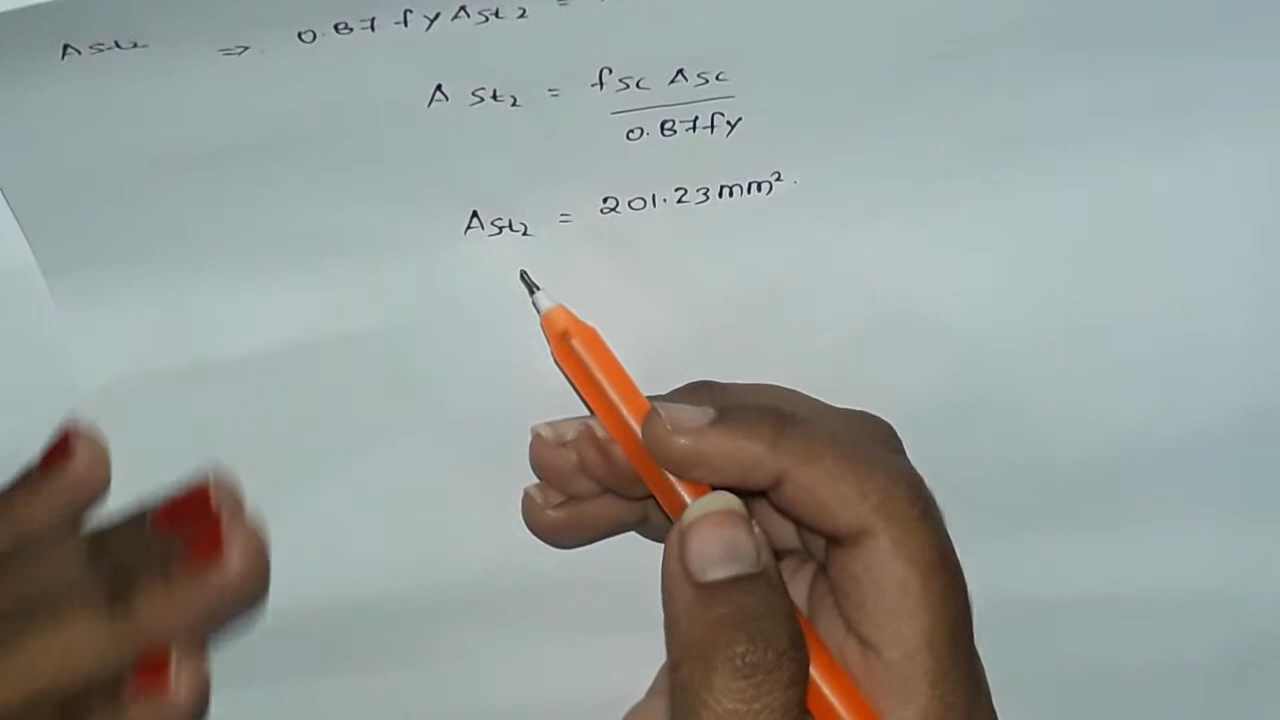 Ast2 ⇒ 0.87 fy Ast2 =
Ast2 = fsc Asc
0.87fy
Ast2 = 201.23mm².